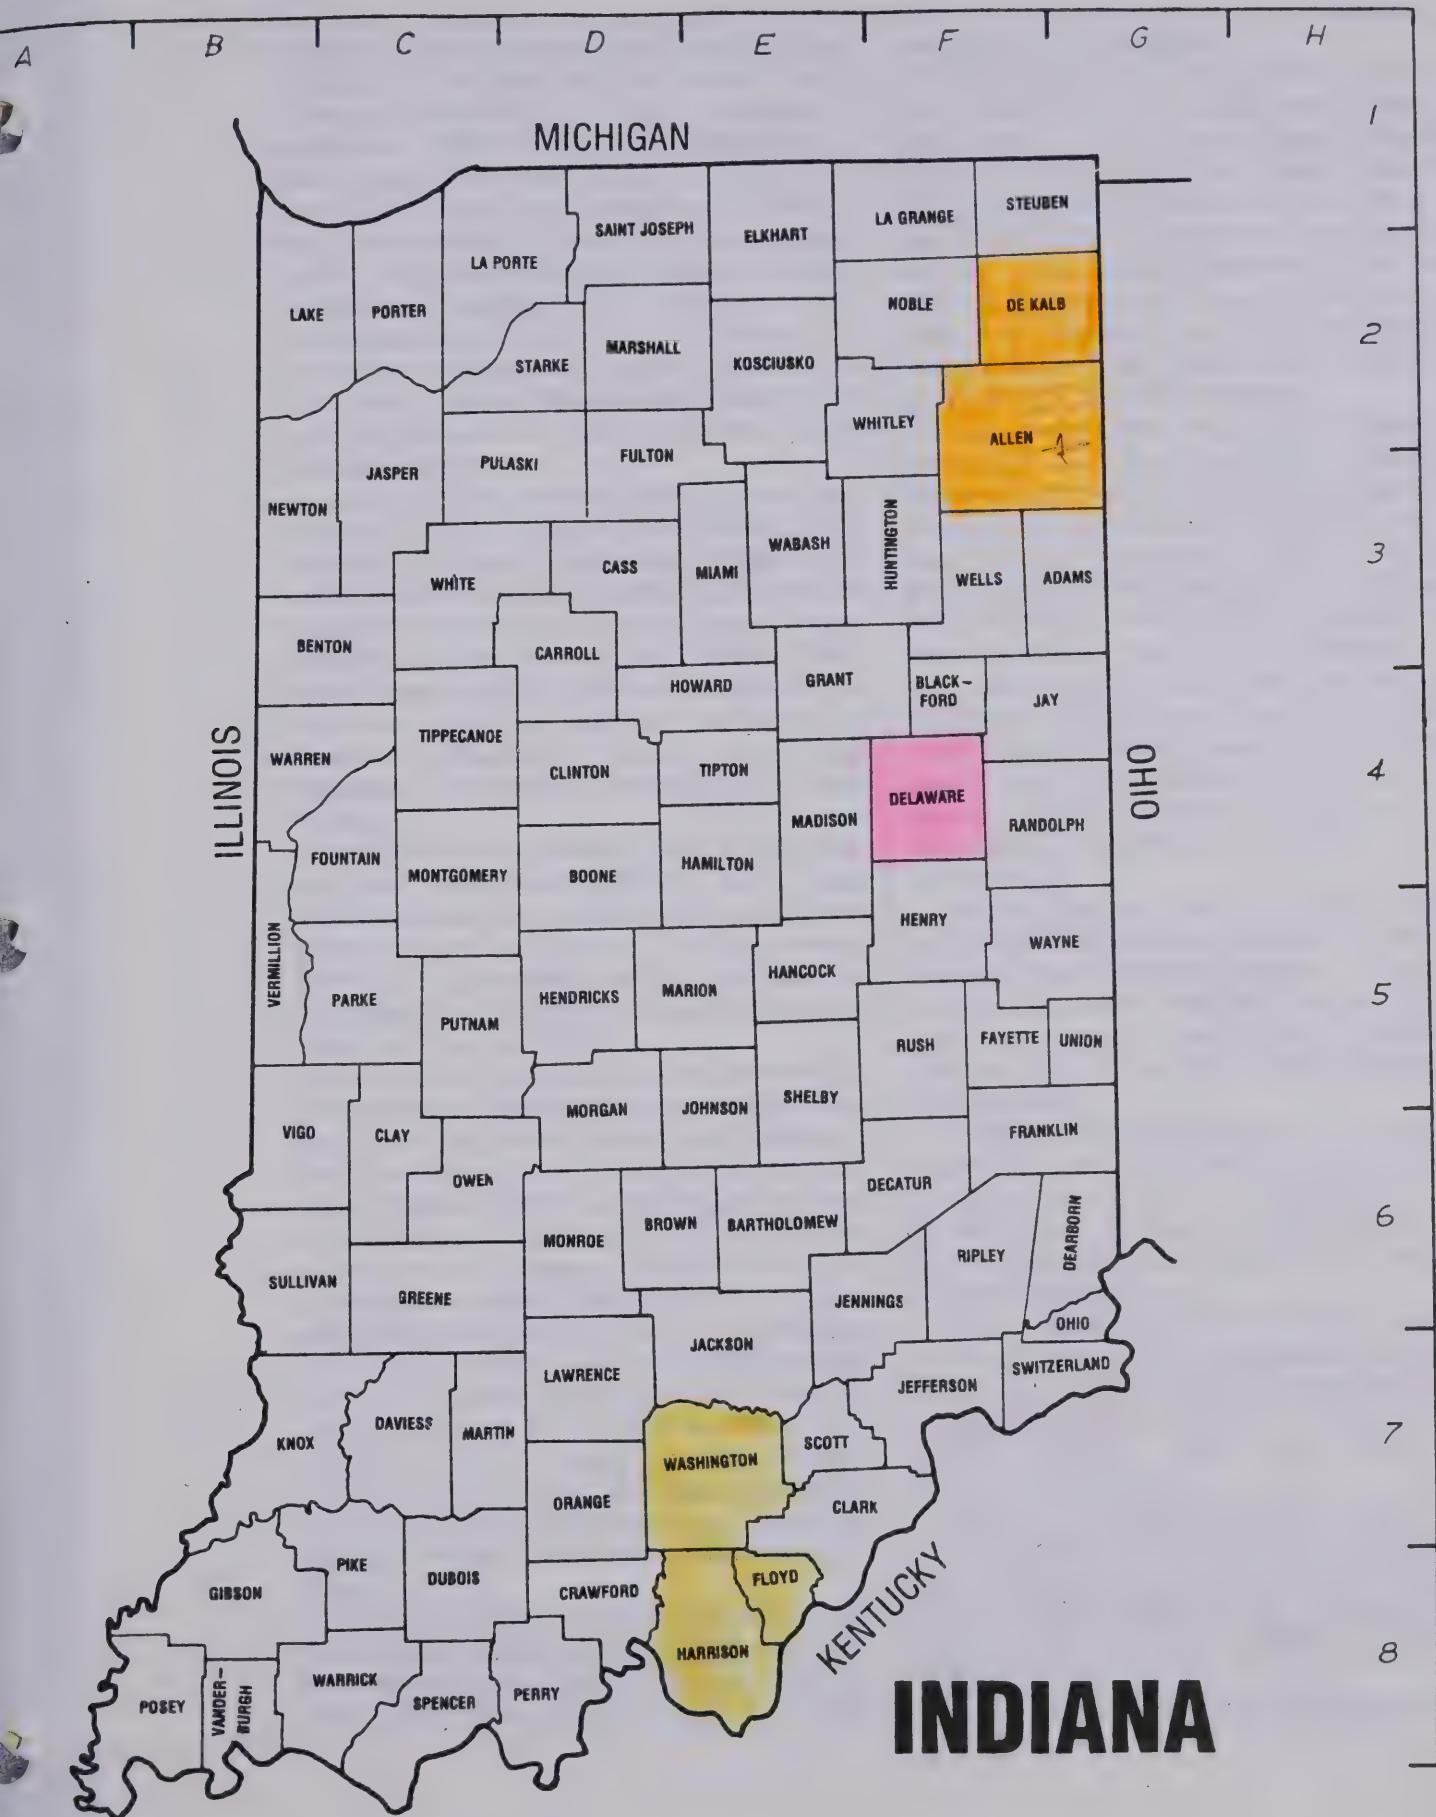 A B C D E F G H
1
MICHIGAN
STEUBEN
LA GRANGE
SAINT JOSEPH
ELKHART
LA PORTE
LAKE
PORTER
NOBLE
DE KALB
2
MARSHALL
STARKE
KOSCIUSKO
WHITLEY
ALLEN
FULTON
PULASKI
JASPER
NEWTON
HUNTINGTON
WABASH
3
CASS
MIAMI
WHITE
WELLS
ADAMS
BENTON
CARROLL
HOWARD
GRANT
BLACK-
FORD
JAY
ILLINOIS
TIPPECANOE
WARREN
CLINTON
TIPTON
4
OHIO
DELAWARE
MADISON
RANDOLPH
FOUNTAIN
MONTGOMERY
BOONE
HAMILTON
HENRY
WAYNE
VERMILLION
HANCOCK
PARKE
HENDRICKS
MARION
5
PUTNAM
RUSH
FAYETTE
UNION
SHELBY
MORGAN
JOHNSON
VIGO
CLAY
FRANKLIN
OWEN
DECATUR
6
MONROE
BROWN
BARTHOLOMEW
DEARBORN
RIPLEY
SULLIVAN
GREENE
JENNINGS
OHIO
JACKSON
LAWRENCE
SWITZERLAND
JEFFERSON
DAVIESS
MARTIN
KNOX
SCOTT
7
WASHINGTON
ORANGE
CLARK
PIKE
DUBOIS
GIBSON
CRAWFORD
FLOYD
KENTUCKY
HARRISON
8
WARRICK
SPENCER
PERRY
POSEY
VANDER-
BURGH
INDIANA